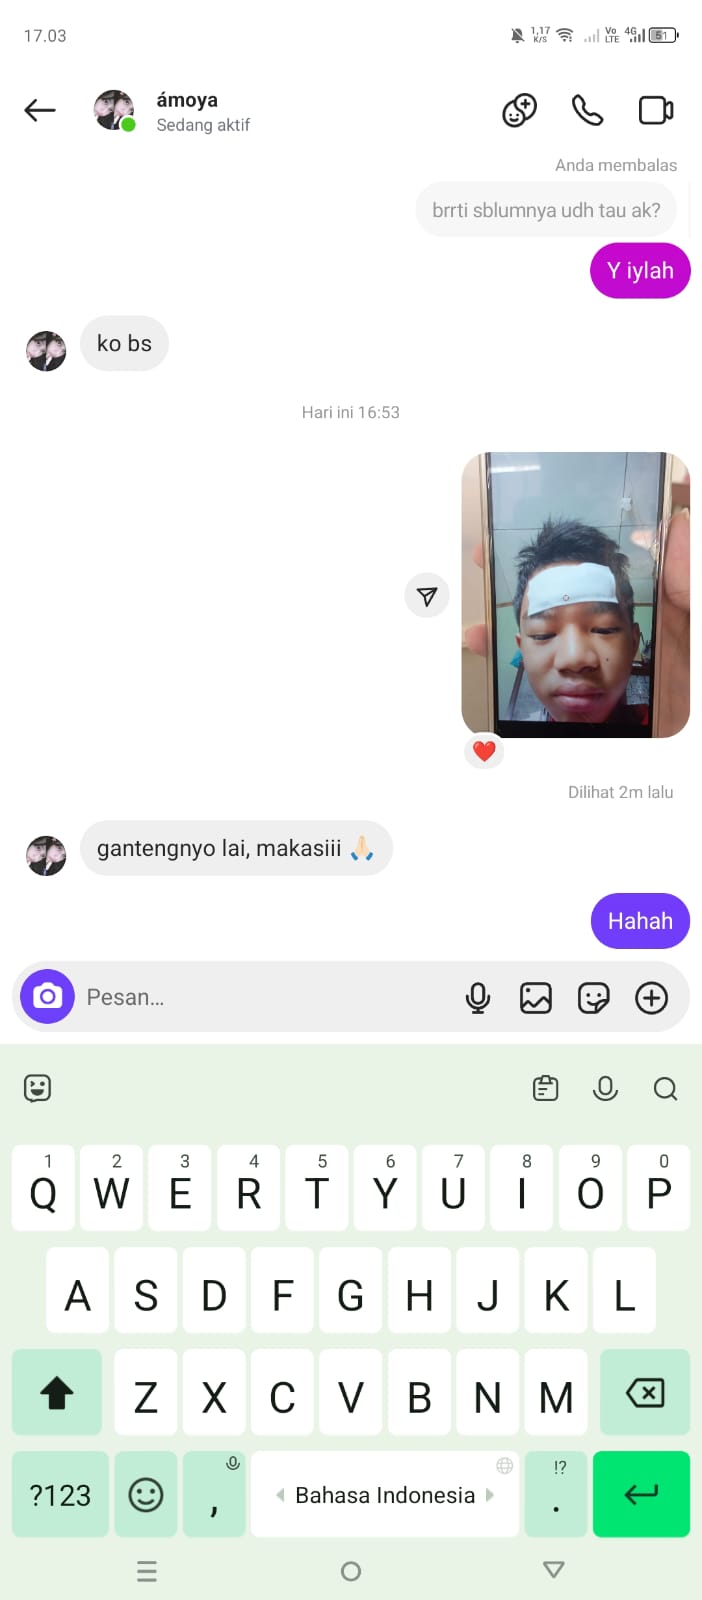 17.03
1,17 K/S Vo LTE 4G 51
ámoya
Sedang aktif
Anda membalas
brrti sblumnya udh tau ak?
Y iylah
ko bs
Hari ini 16:53
Dilihat 2m lalu
gantengnyo lai, makasiii 🙏🏻
Hahah
Pesan...
1 2 3 4 5 6 7 8 9 0
Q W E R T Y U I O P
A S D F G H J K L
Z X C V B N M
!?
?123 , Bahasa Indonesia .